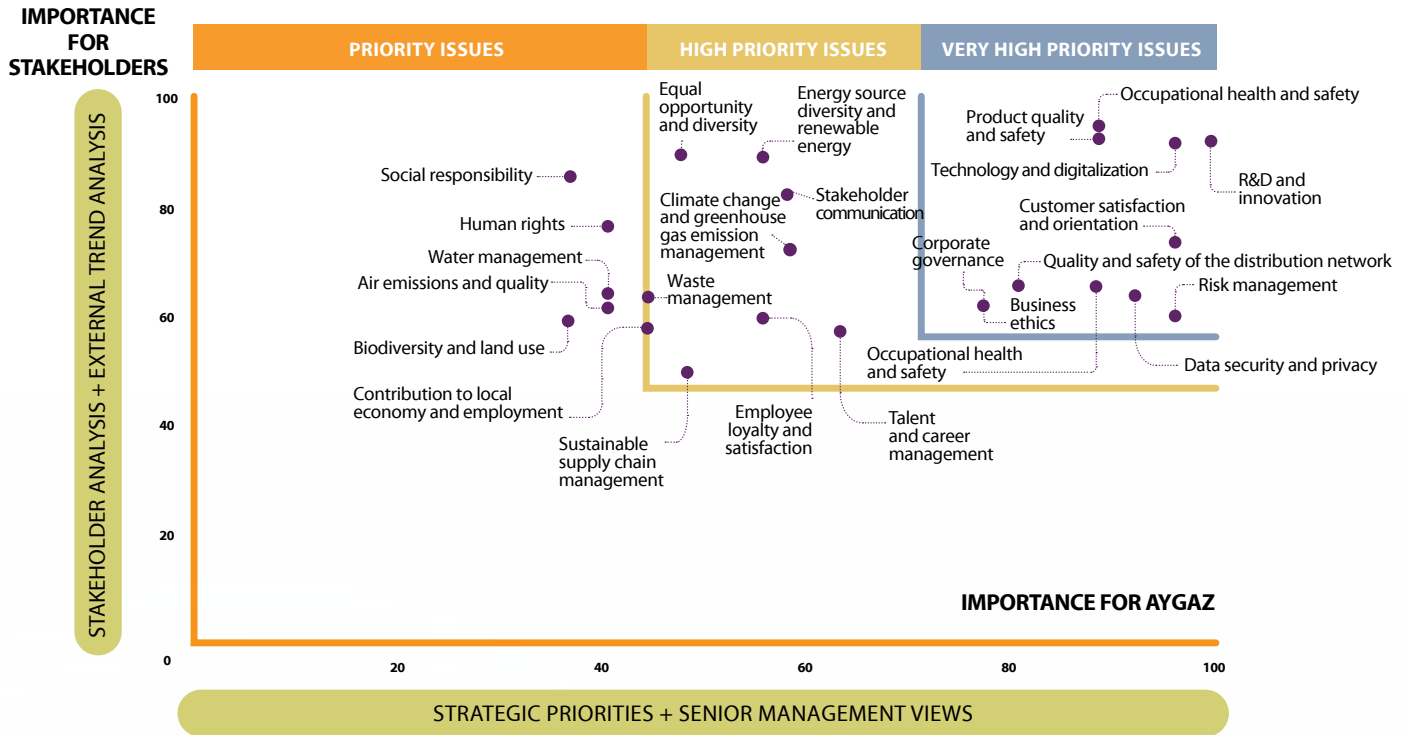 IMPORTANCE
FOR
STAKEHOLDERS
PRIORITY ISSUES
HIGH PRIORITY ISSUES
VERY HIGH PRIORITY ISSUES
STAKEHOLDER ANALYSIS + EXTERNAL TREND ANALYSIS
100
80
60
40
20
0
Social responsibility
Human rights
Water management
Air emissions and quality
Biodiversity and land use
Contribution to local
economy and employment
Equal
opportunity
and diversity
Energy source
diversity and
renewable
energy
Climate change
and greenhouse
gas emission
management
Stakeholder
communication
Waste
management
Sustainable
supply chain
management
Employee
loyalty and
satisfaction
Talent
and career
management
Occupational health and safety
Product quality
and safety
Technology and digitalization
R&D and
innovation
Customer satisfaction
and orientation
Corporate
governance
Quality and safety of the distribution network
Risk management
Business
ethics
Occupational health
and safety
Data security and privacy
IMPORTANCE FOR AYGAZ
20
40
60
80
100
STRATEGIC PRIORITIES + SENIOR MANAGEMENT VIEWS